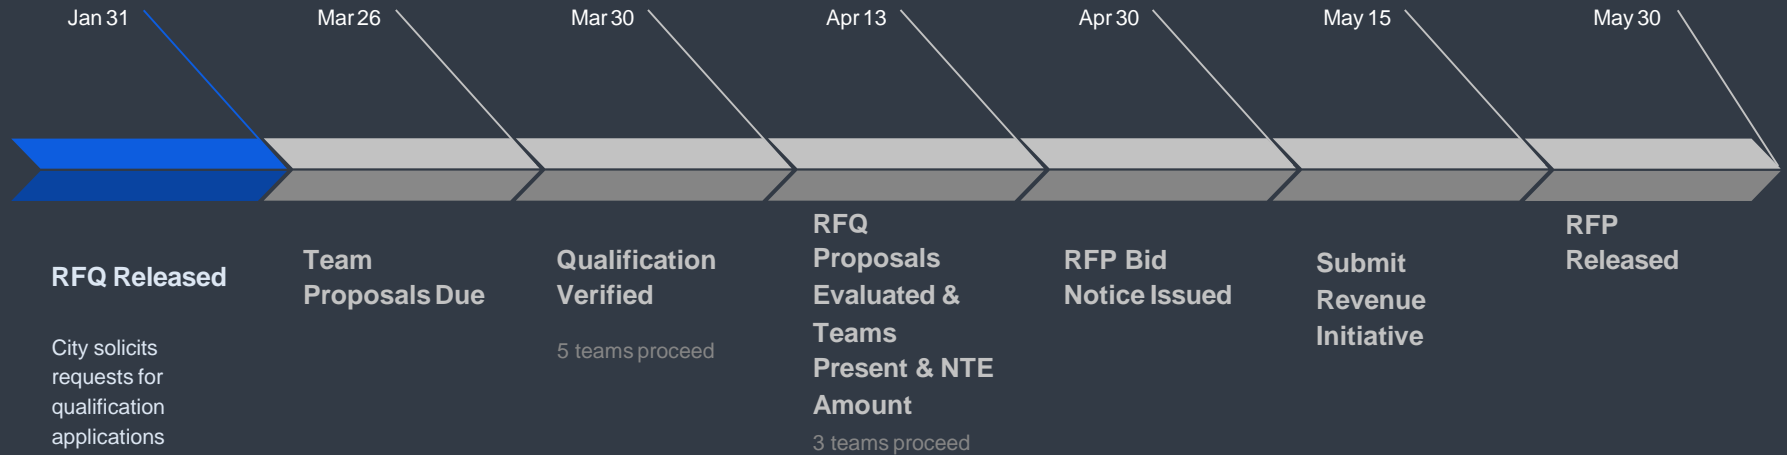 Jan 31
Mar 26
Mar 30
Apr 13
Apr 30
May 15
May 30
RFQ Released
City solicits
requests for
qualification
applications
Team
Proposals Due
Qualification
Verified
5 teams proceed
RFQ
Proposals
Evaluated &
Teams
Present & NTE
Amount
3 teams proceed
RFP Bid
Notice Issued
Submit
Revenue
Initiative
RFP
Released